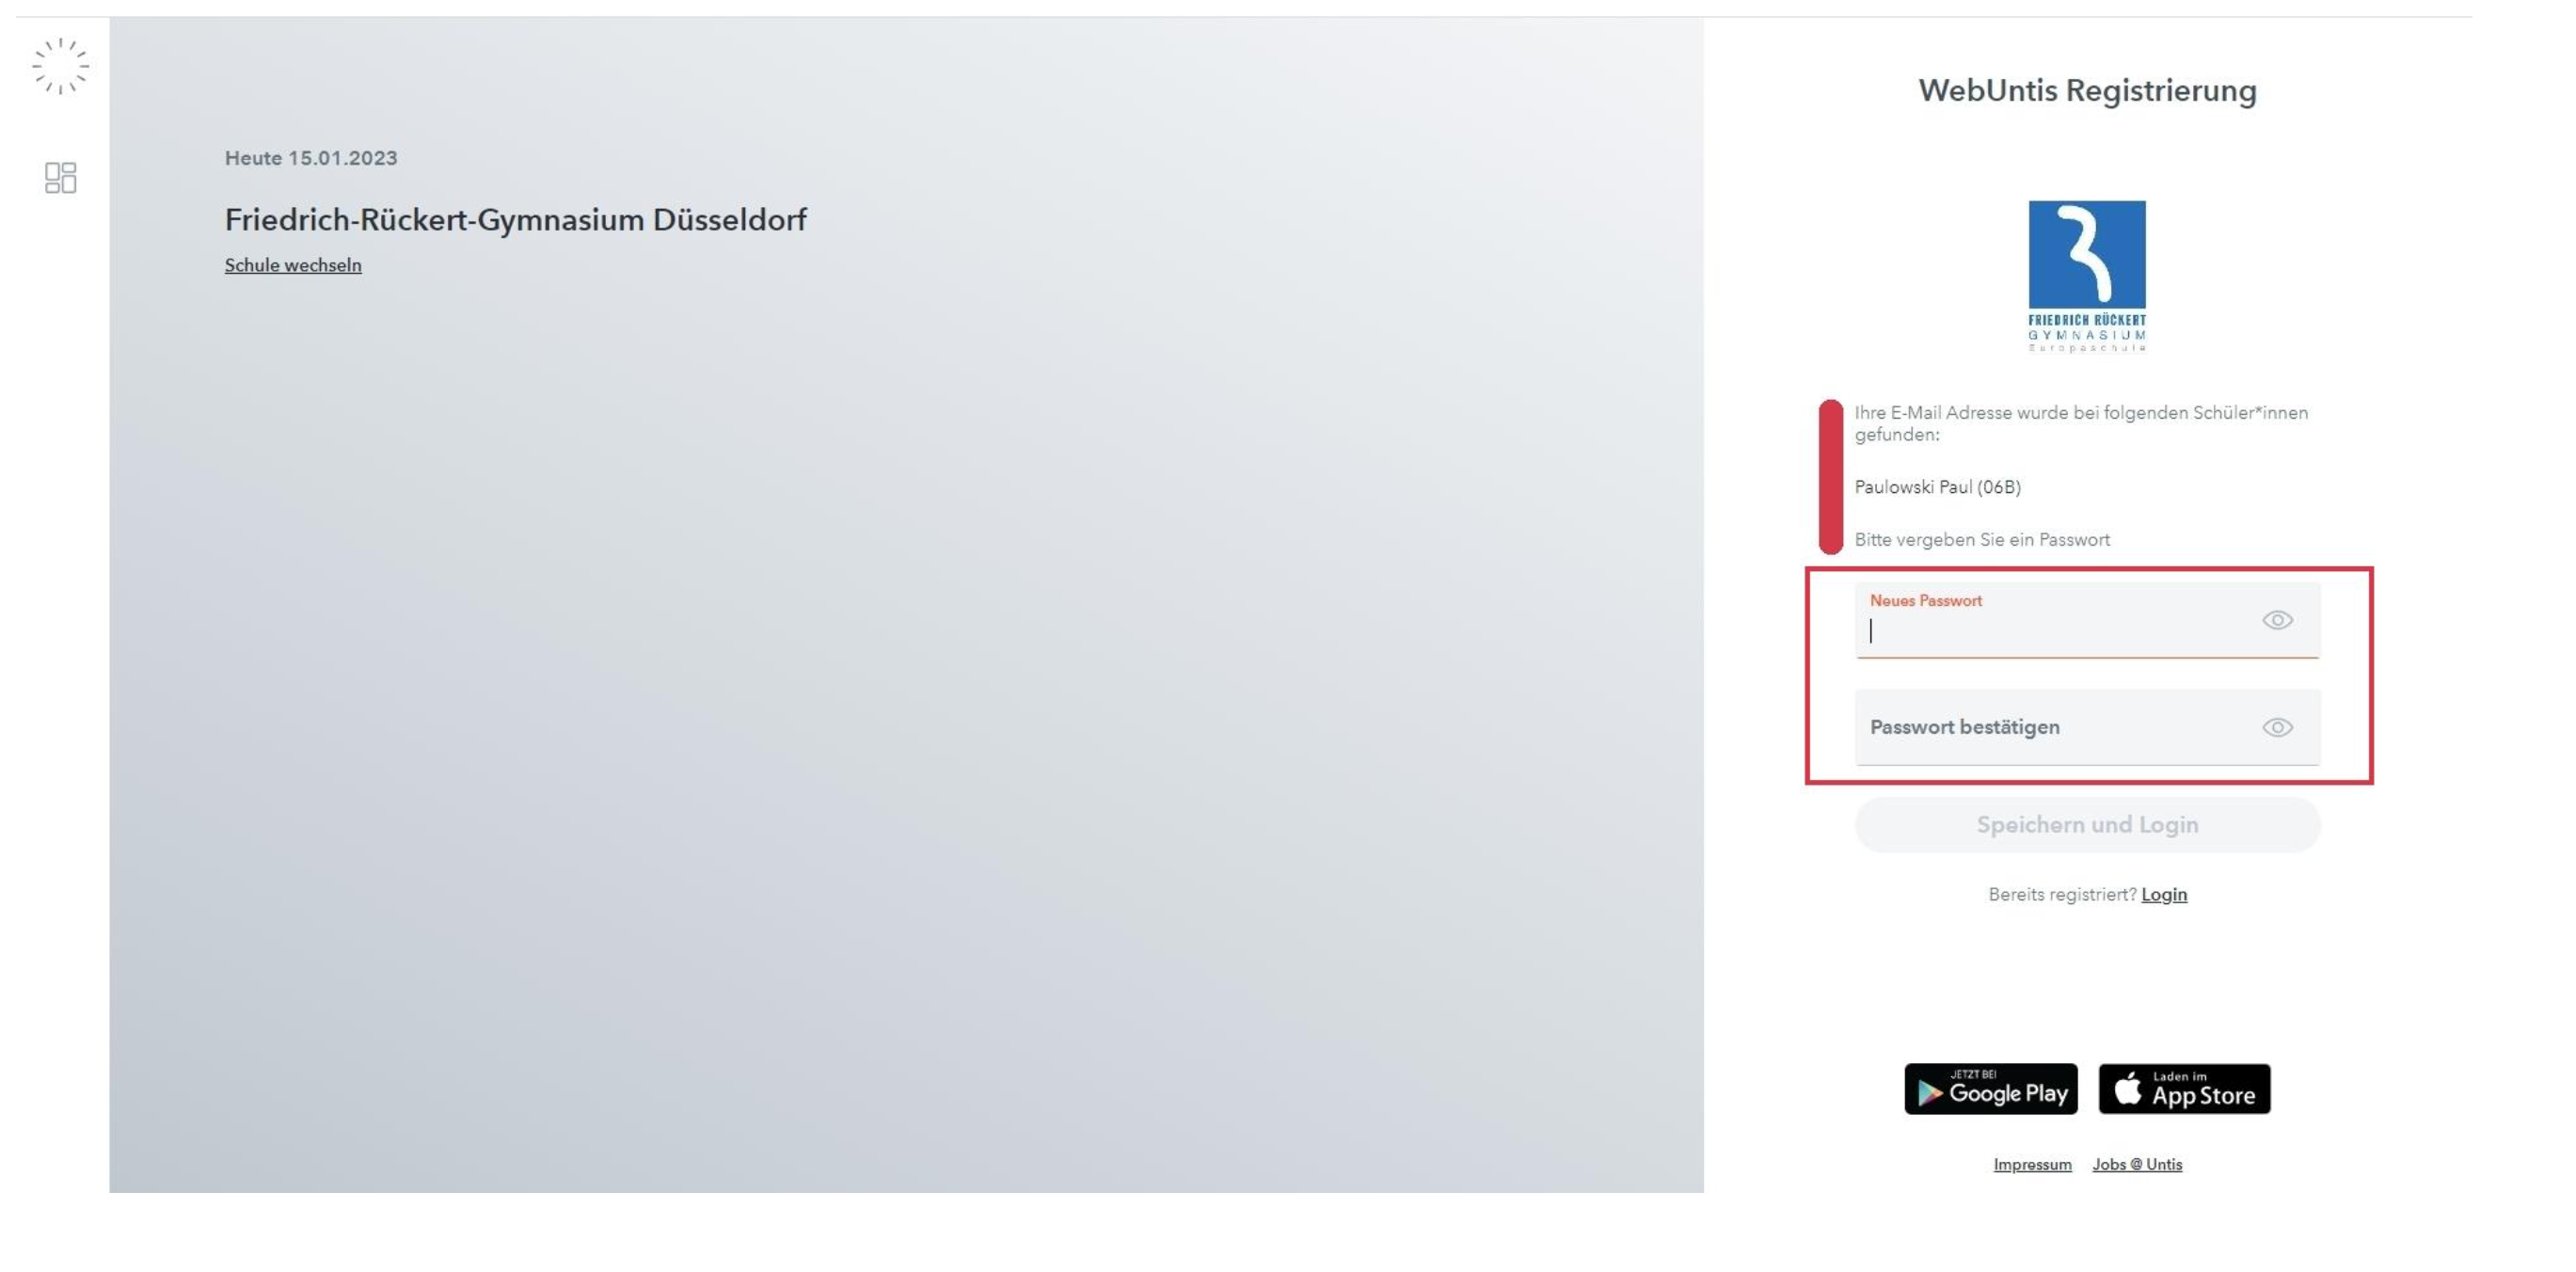 Heute 15.01.2023
Friedrich-Rückert-Gymnasium Düsseldorf
Schule wechseln
WebUntis Registrierung
FRIEDRICH RÜCKERT
GYMNASIUM
Europaschule
Ihre E-Mail Adresse wurde bei folgenden Schüler*innen
gefunden:
Paulowski Paul (06B)
Bitte vergeben Sie ein Passwort
Neues Passwort
Passwort bestätigen
Speichern und Login
Bereits registriert? Login
JETZT BEI
Google Play
Laden im
App Store
Impressum Jobs @ Untis